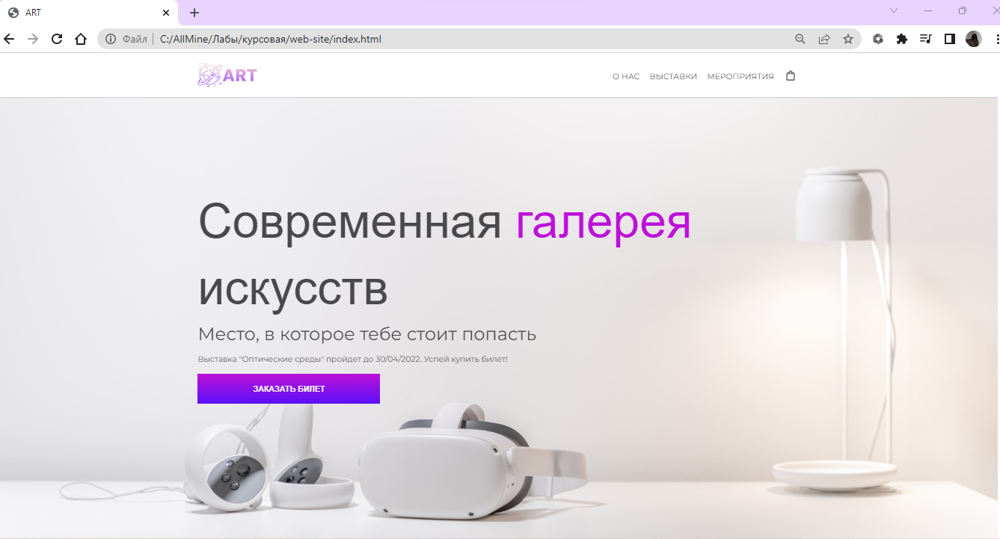 ART
Файл C:/AllMine/Лабы/курсовая/web-site/index.html
ART
О НАС ВЫСТАВКИ МЕРОПРИЯТИЯ
Современная галерея
искусств
Место, в которое тебе стоит попасть
Выставка "Оптические среды" пройдет до 30/04/2022. Успей купить билет!
ЗАКАЗАТЬ БИЛЕТ